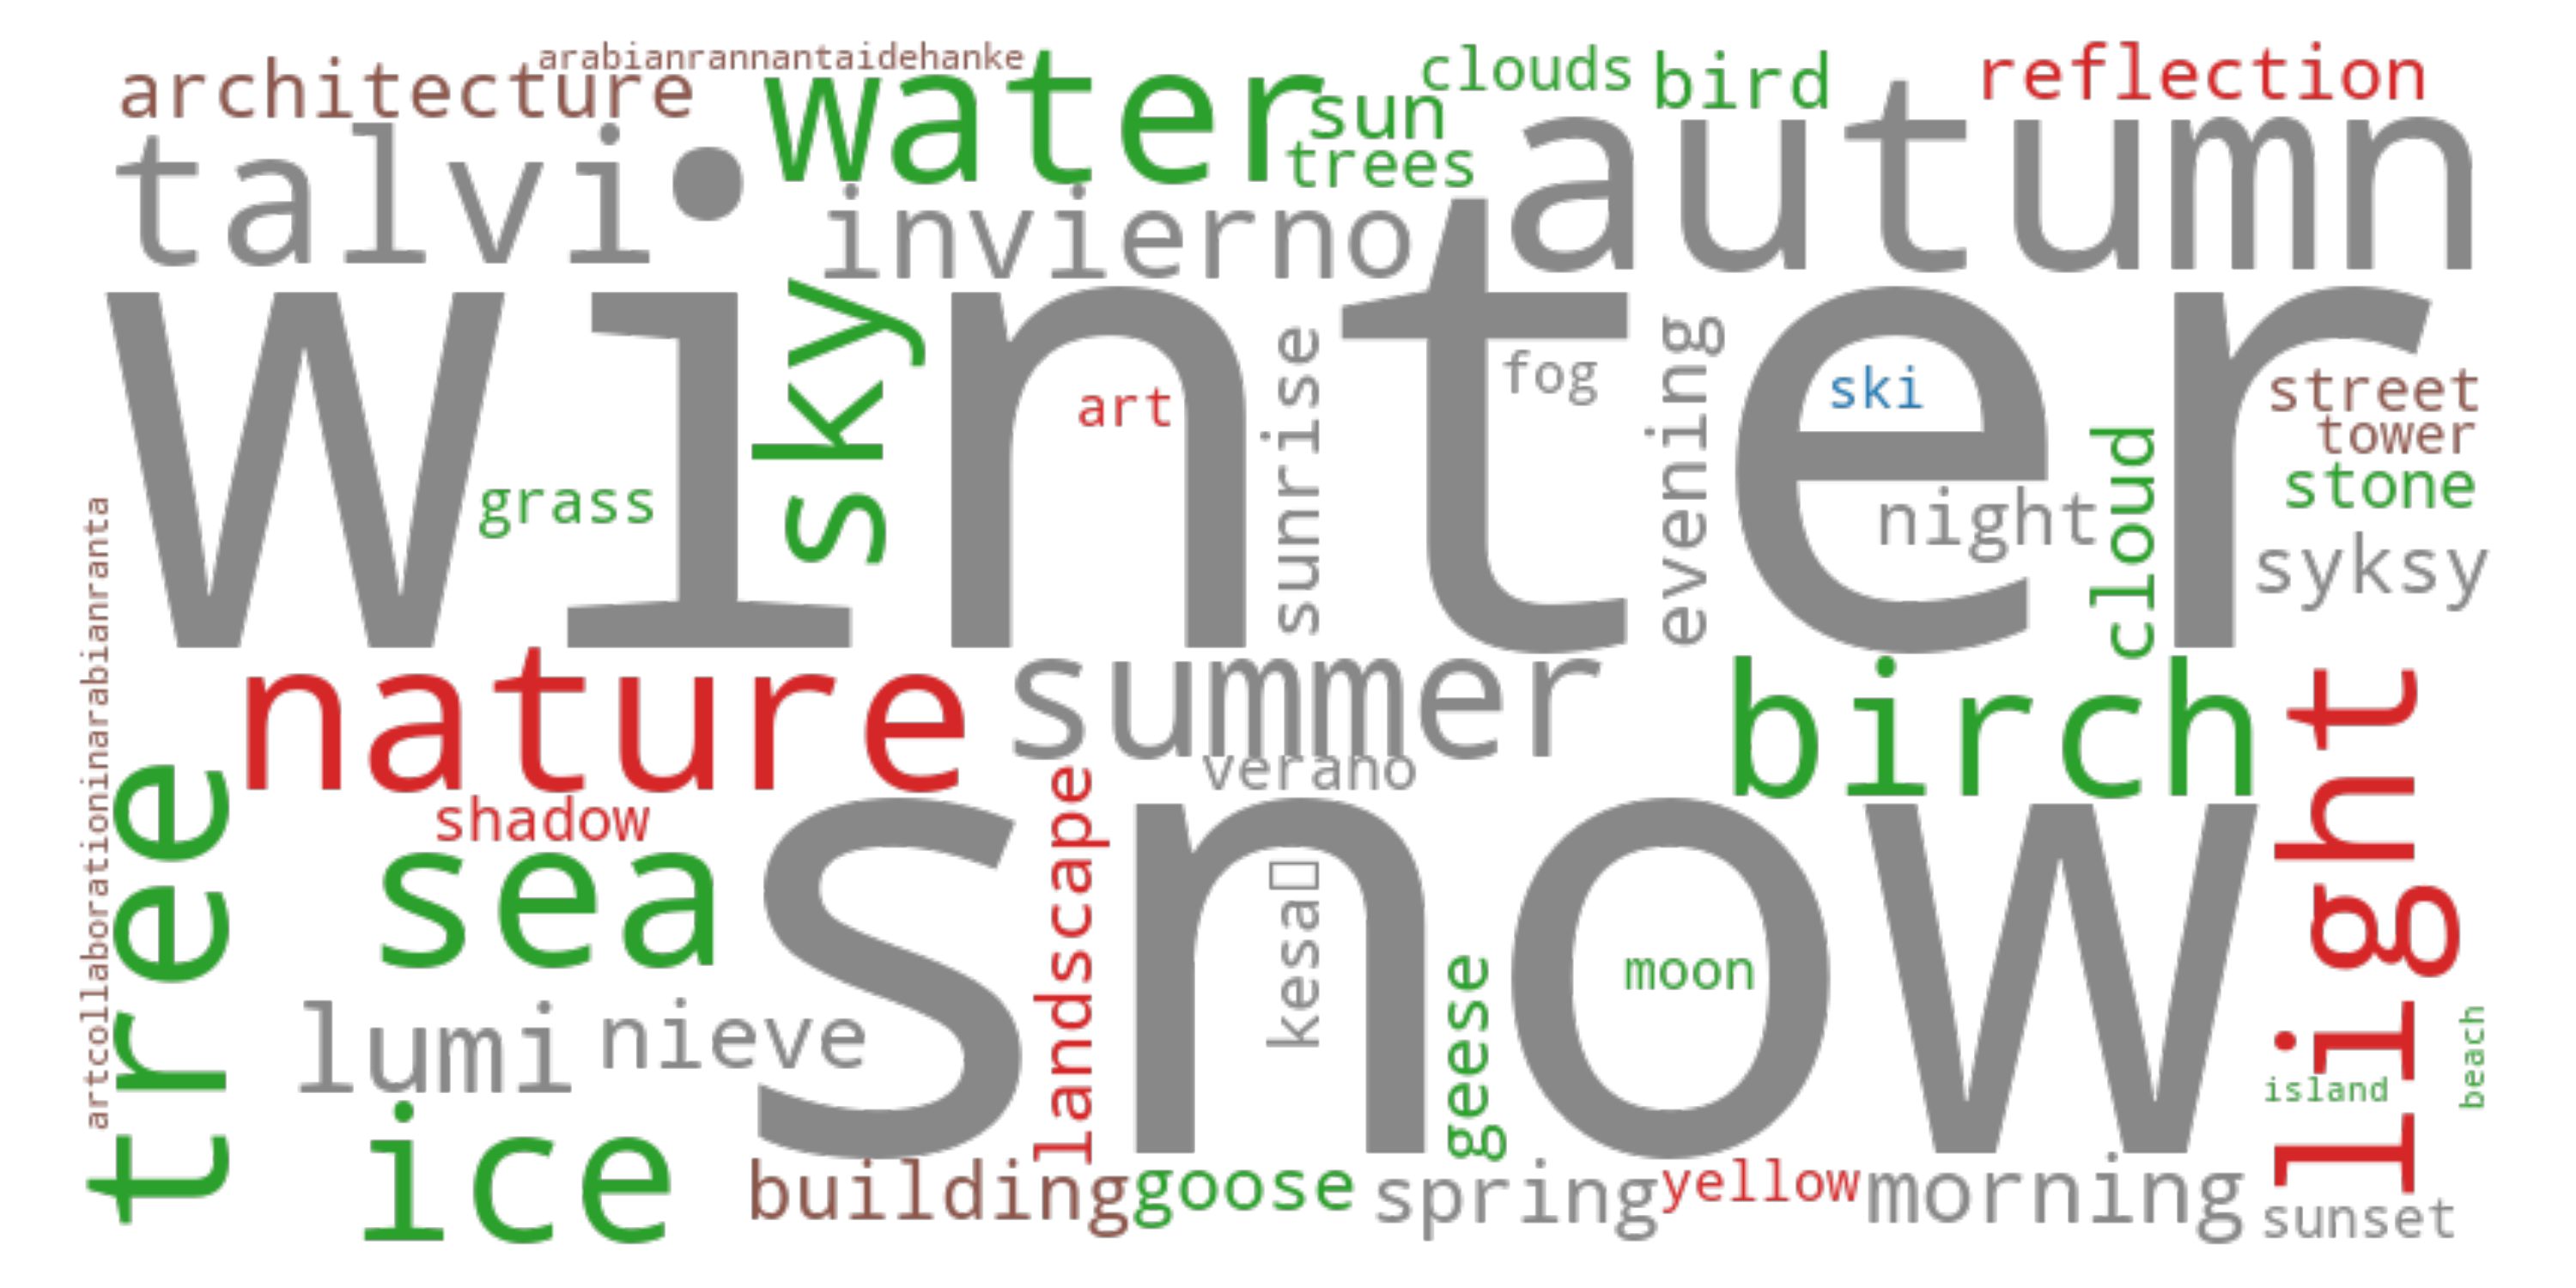 arabianrannantaidehanke
architecture
water
clouds
bird
reflection
sun
trees
talvi
autumn
invierno
winter
sky
sunrise
fog
evening
ski
art
street
tower
cloud
stone
grass
night
syksy
artcollaborationinarabianranta
nature
summer
birch
light
verano
tree
shadow
landscape
snow
sea
kesa
geese
moon
lumi
nieve
island
beach
ice
building
goose
spring
yellow
morning
sunset